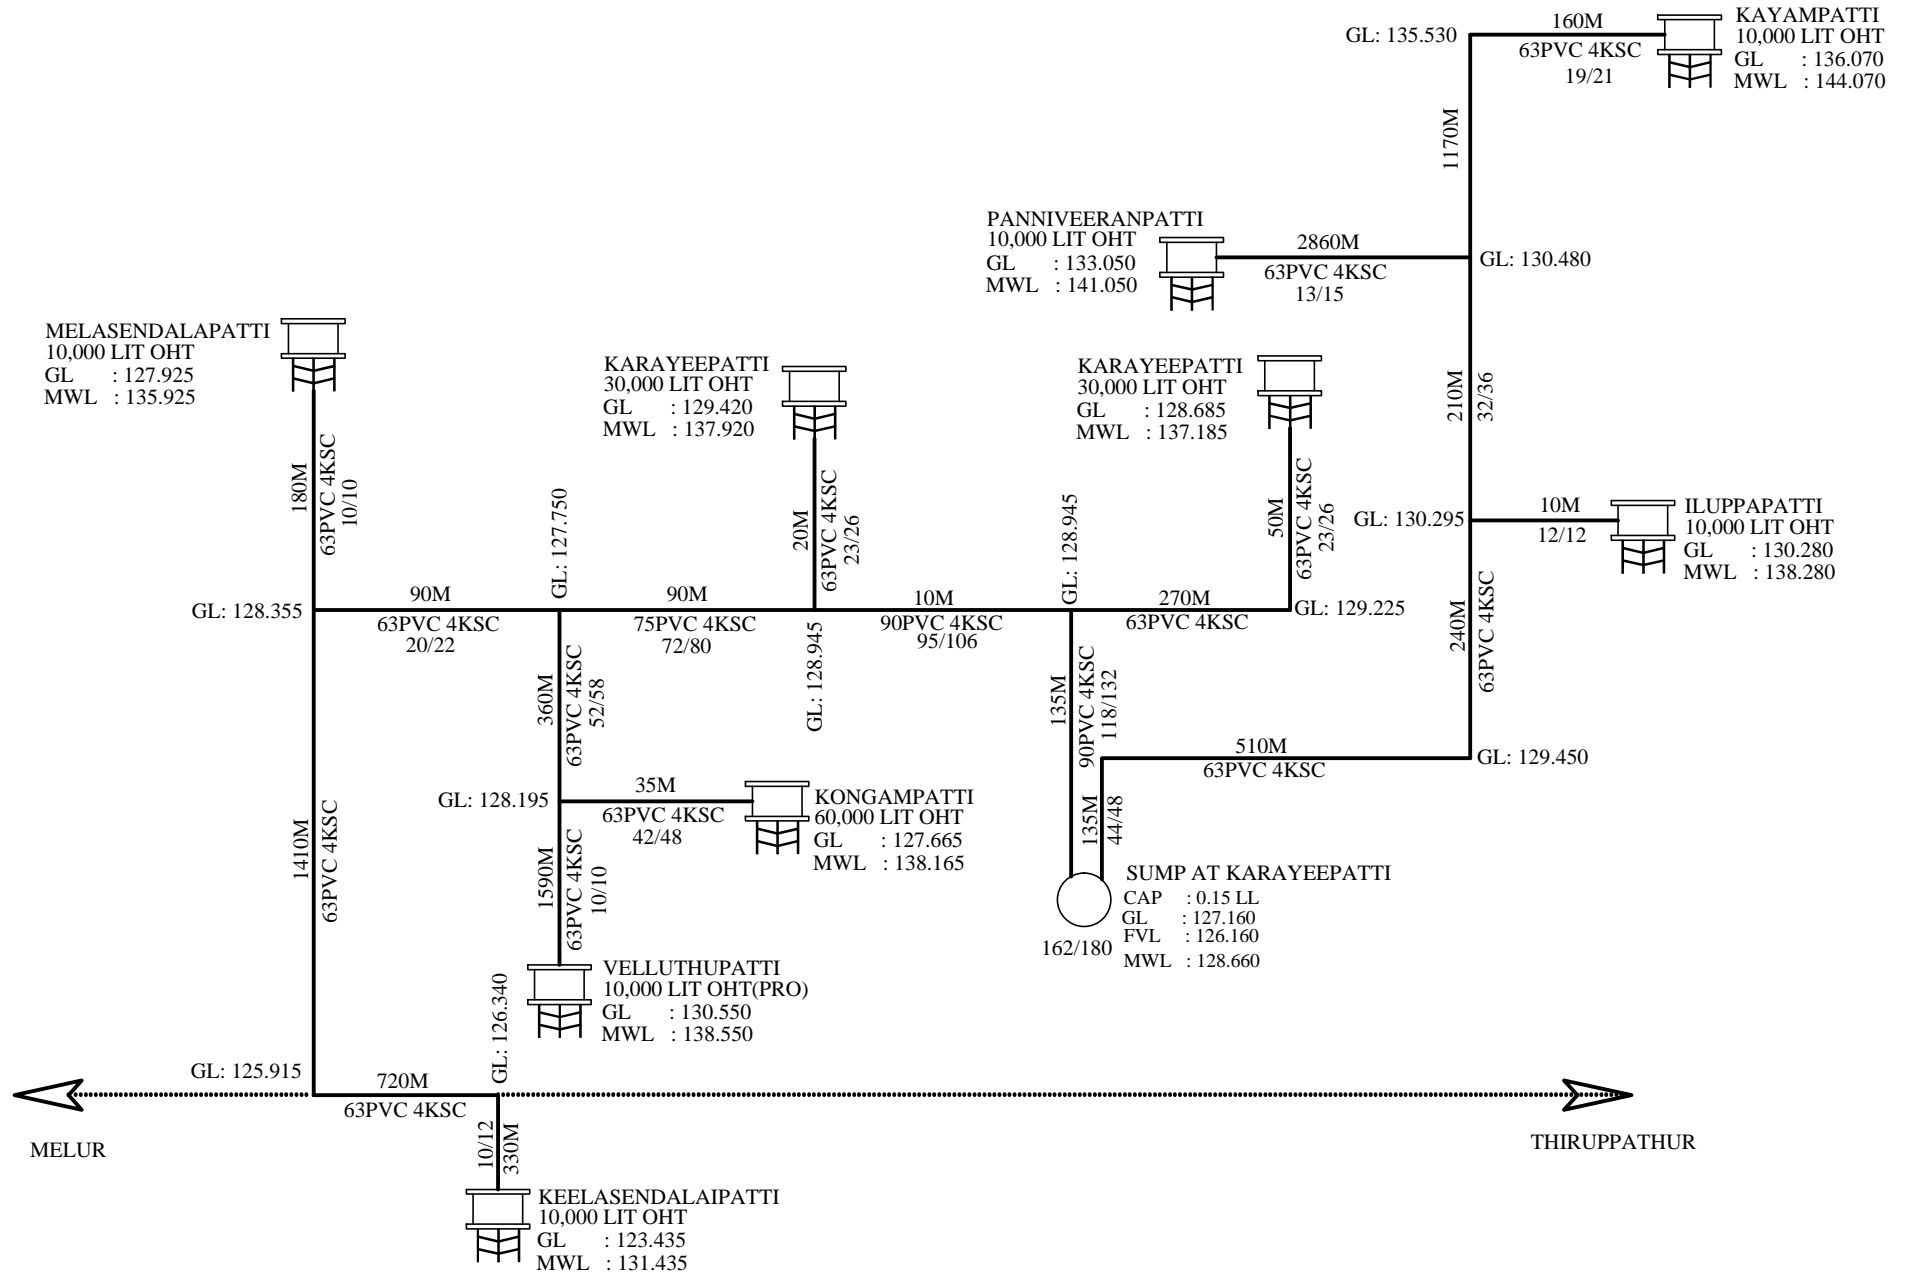 KAYAMPATTI
10,000 LIT OHT
GL : 136.070
MWL : 144.070
160M
63PVC 4KSC
19/21
GL: 135.530
1170M
PANNIVEERANPATTI
10,000 LIT OHT
GL : 133.050
MWL : 141.050
2860M
63PVC 4KSC
13/15
GL: 130.480
MELASENDALAPATTI
10,000 LIT OHT
GL : 127.925
MWL : 135.925
180M
63PVC 4KSC
10/10
KARAYEEPATTI
30,000 LIT OHT
GL : 129.420
MWL : 137.920
20M
63PVC 4KSC
23/26
KARAYEEPATTI
30,000 LIT OHT
GL : 128.685
MWL : 137.185
50M
63PVC 4KSC
23/26
210M
32/36
GL: 130.295
10M
12/12
ILUPPAPATTI
10,000 LIT OHT
GL : 130.280
MWL : 138.280
GL: 128.355
90M
63PVC 4KSC
20/22
GL: 127.750
90M
75PVC 4KSC
72/80
GL: 128.945
10M
90PVC 4KSC
95/106
GL: 128.945
270M
63PVC 4KSC
GL: 129.225
240M
63PVC 4KSC
360M
63PVC 4KSC
52/58
135M
90PVC 4KSC
118/132
510M
63PVC 4KSC
GL: 129.450
135M
44/48
GL: 128.195
35M
63PVC 4KSC
42/48
KONGAMPATTI
60,000 LIT OHT
GL : 127.665
MWL : 138.165
1410M
63PVC 4KSC
1590M
63PVC 4KSC
10/10
SUMP AT KARAYEEPATTI
CAP : 0.15 LL
GL : 127.160
FVL : 126.160
MWL : 128.660
162/180
VELLUTHUPATTI
10,000 LIT OHT(PRO)
GL : 130.550
MWL : 138.550
GL: 125.915
720M
63PVC 4KSC
GL: 126.340
10/12
330M
MELUR
THIRUPPATHUR
KEELASENDALAIPATTI
10,000 LIT OHT
GL : 123.435
MWL : 131.435